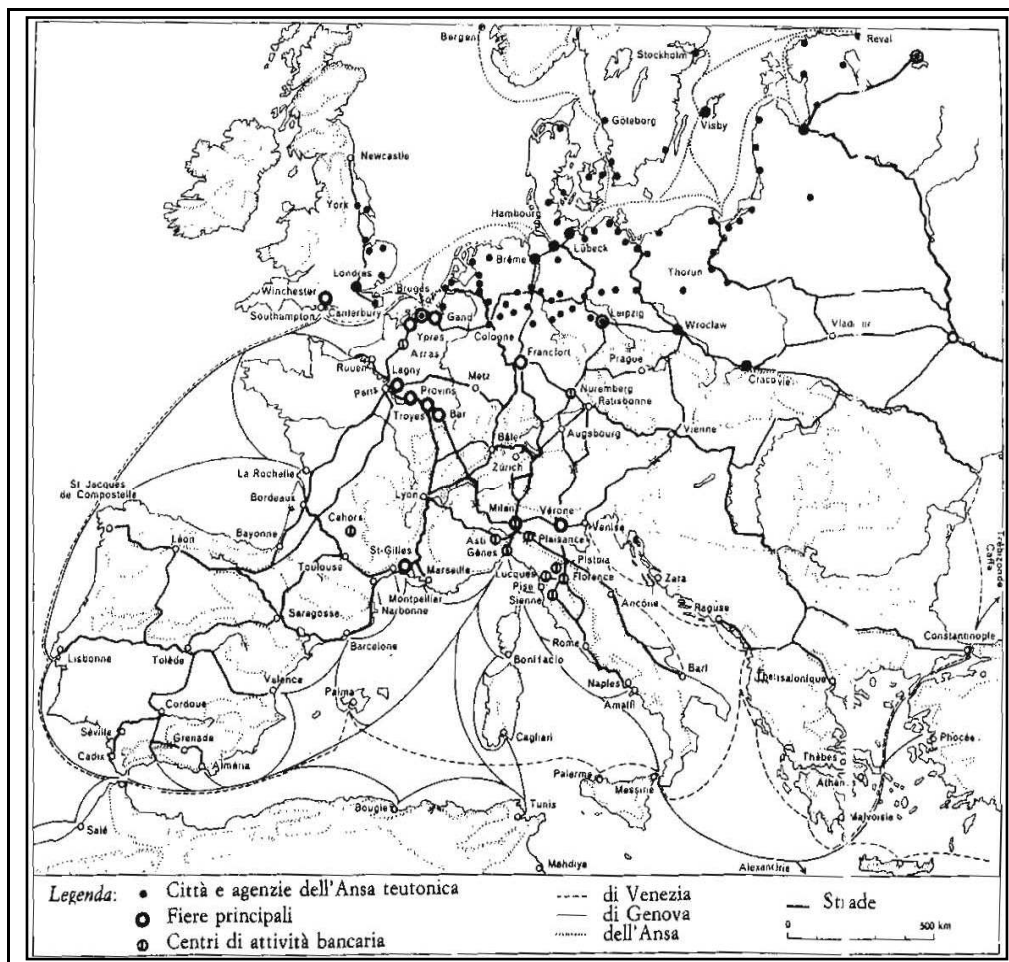 Bergen
Stockholm
Reval
Göteborg
Visby
Newcastle
York
Hambourg
Lübeck
Brême
Thorun
Londres
Winchester
Bruges
Southampton
Canterbury
Gand
Ypres
Cologne
Leipzig
Wroclaw
Arras
Rouen
Francfort
Prague
Cracovie
Lagny
Paris
Provins
Metz
Nuremberg
Ratisbonne
Troyes
Bar
Augsbourg
Vienne
Bâle
Zürich
La Rochelle
St Jacques
de Compostelle
Bordeaux
Lyon
Milan
Vérone
Venise
Cahors
Asti
Plaisance
Bayonne
Léon
Gênes
Pistoia
St-Gilles
Toulouse
Marseille
Lucques
Florence
Zara
Trébizonde
Caffa
Montpellier
Pise
Narbonne
Sienne
Ancône
Raguse
Saragosse
Constantinople
Barcelone
Rome
Lisbonne
Tolède
Bonifacio
Bari
Thessalonique
Valence
Palma
Naples
Amalfi
Cordoue
Séville
Grenade
Cagliari
Phocée
Cadix
Alméria
Thèbes
Palerme
Messine
Bougie
Tunis
Malvoisie
Salé
Mahdiya
Alexandrie
Legenda:
Città e agenzie dell'Ansa teutonica
Fiere principali
Centri di attività bancaria
di Venezia
di Genova
dell'Ansa
Strade
0 500 km